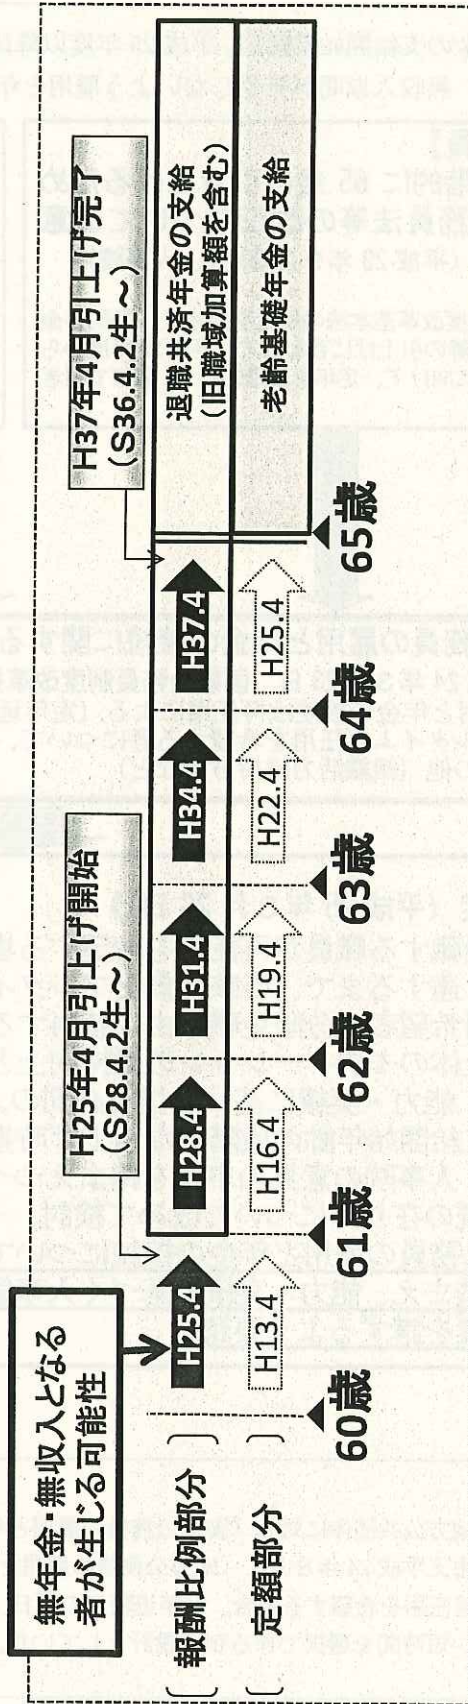 無年金・無収入となる
者が生じる可能性
H25年4月引上げ開始
(S28.4.2生～)
H37年4月引上げ完了
(S36.4.2生～)
報酬比例部分
H25.4
H28.4
H31.4
H34.4
H37.4
退職共済年金の支給
(旧職域加算額を含む)
定額部分
H13.4
H16.4
H19.4
H22.4
H25.4
老齢基礎年金の支給
60歳
61歳
62歳
63歳
64歳
65歳